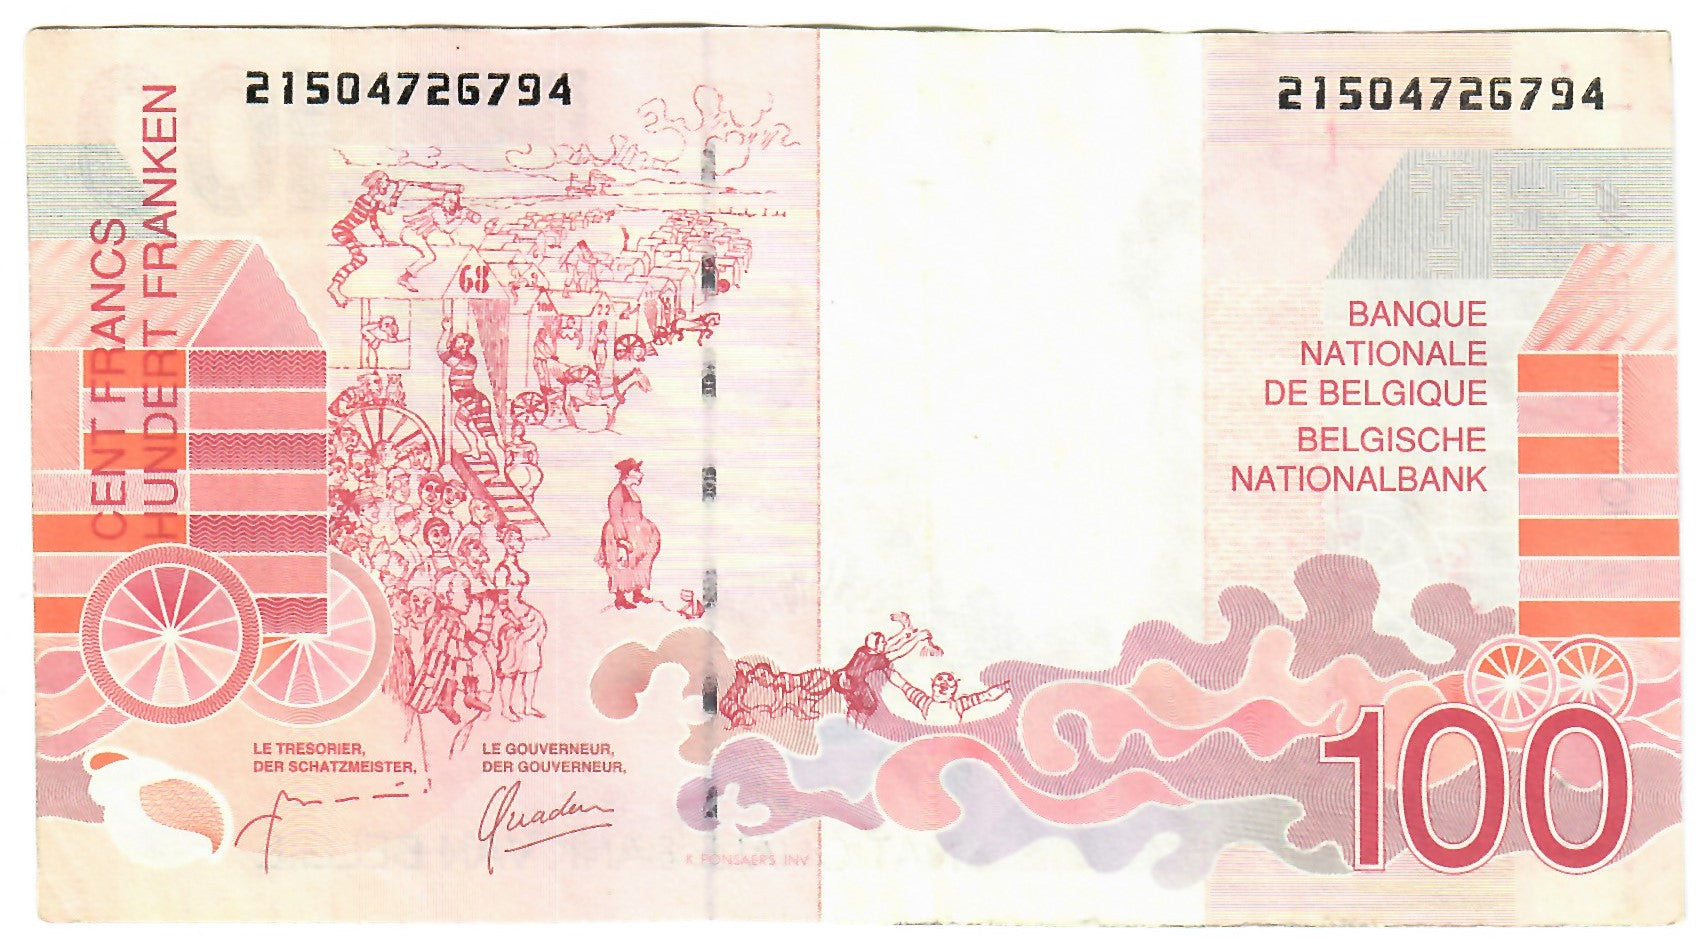 21504726794
21504726794
CENT FRANCS
HUNDERT FRANKEN
68
22
BANQUE
NATIONALE
DE BELGIQUE
BELGISCHE
NATIONALBANK
LE TRESORIER,
DER SCHATZMEISTER,
LE GOUVERNEUR,
DER GOUVERNEUR,
K PONSAERS INV
100